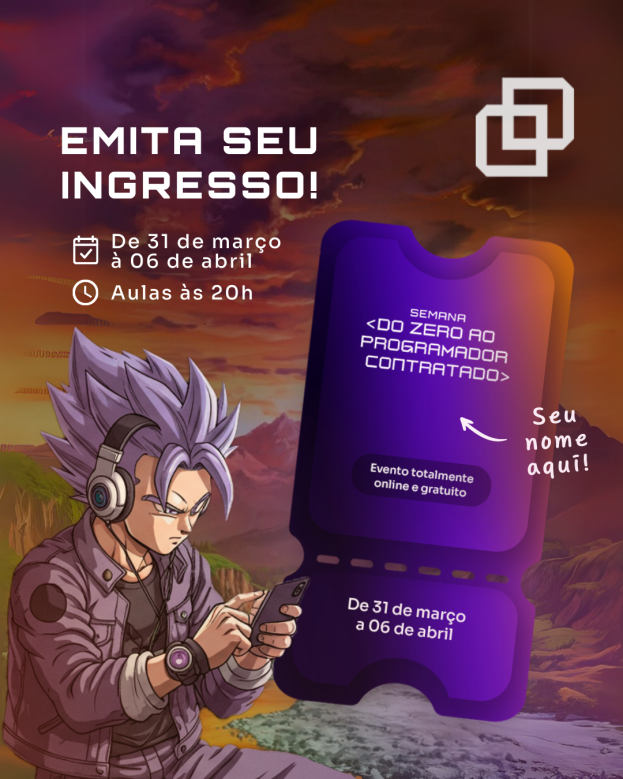 EMITA SEU
INGRESSO!
De 31 de março
à 06 de abril
Aulas às 20h
SEMANA
<DO ZERO AO
PROGRAMADOR
CONTRATADO>
Seu
nome
aqui!
Evento totalmente
online e gratuito
De 31 de março
a 06 de abril